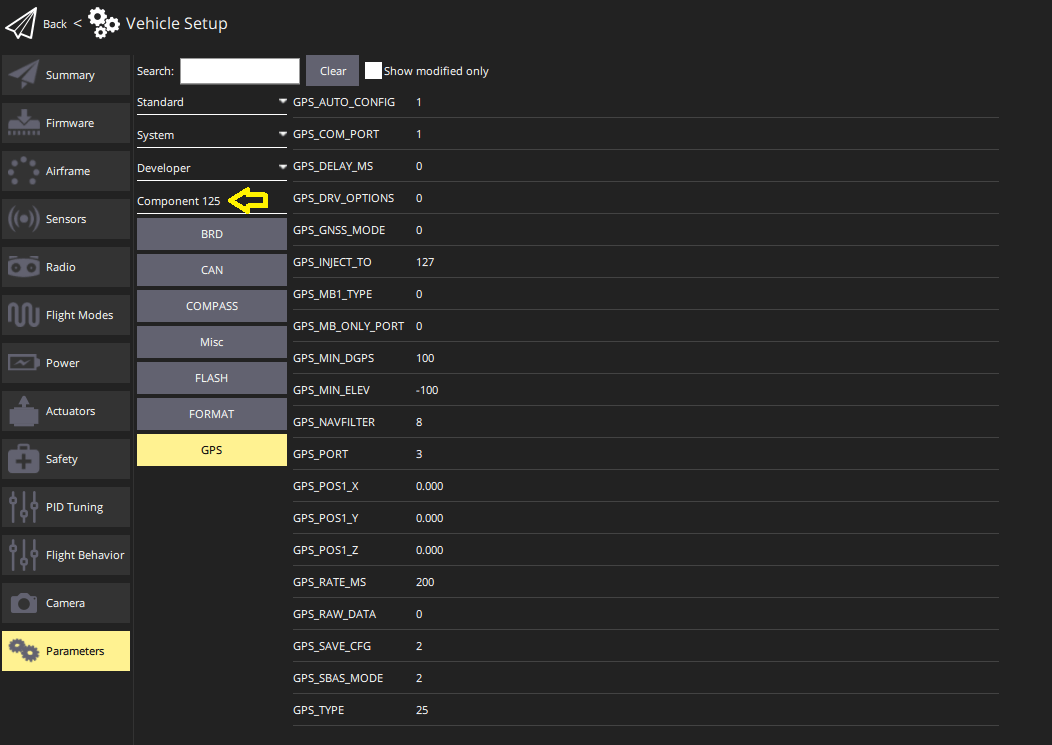 Back < Vehicle Setup
Summary
Firmware
Airframe
Sensors
Radio
Flight Modes
Power
Actuators
Safety
PID Tuning
Flight Behavior
Camera
Parameters
Search: Clear Show modified only
Standard
System
Developer
Component 125
BRD
CAN
COMPASS
Misc
FLASH
FORMAT
GPS
GPS_AUTO_CONFIG 1
GPS_COM_PORT 1
GPS_DELAY_MS 0
GPS_DRV_OPTIONS 0
GPS_GNSS_MODE 0
GPS_INJECT_TO 127
GPS_MB1_TYPE 0
GPS_MB_ONLY_PORT 0
GPS_MIN_DGPS 100
GPS_MIN_ELEV -100
GPS_NAVFILTER 8
GPS_PORT 3
GPS_POS1_X 0.000
GPS_POS1_Y 0.000
GPS_POS1_Z 0.000
GPS_RATE_MS 200
GPS_RAW_DATA 0
GPS_SAVE_CFG 2
GPS_SBAS_MODE 2
GPS_TYPE 25